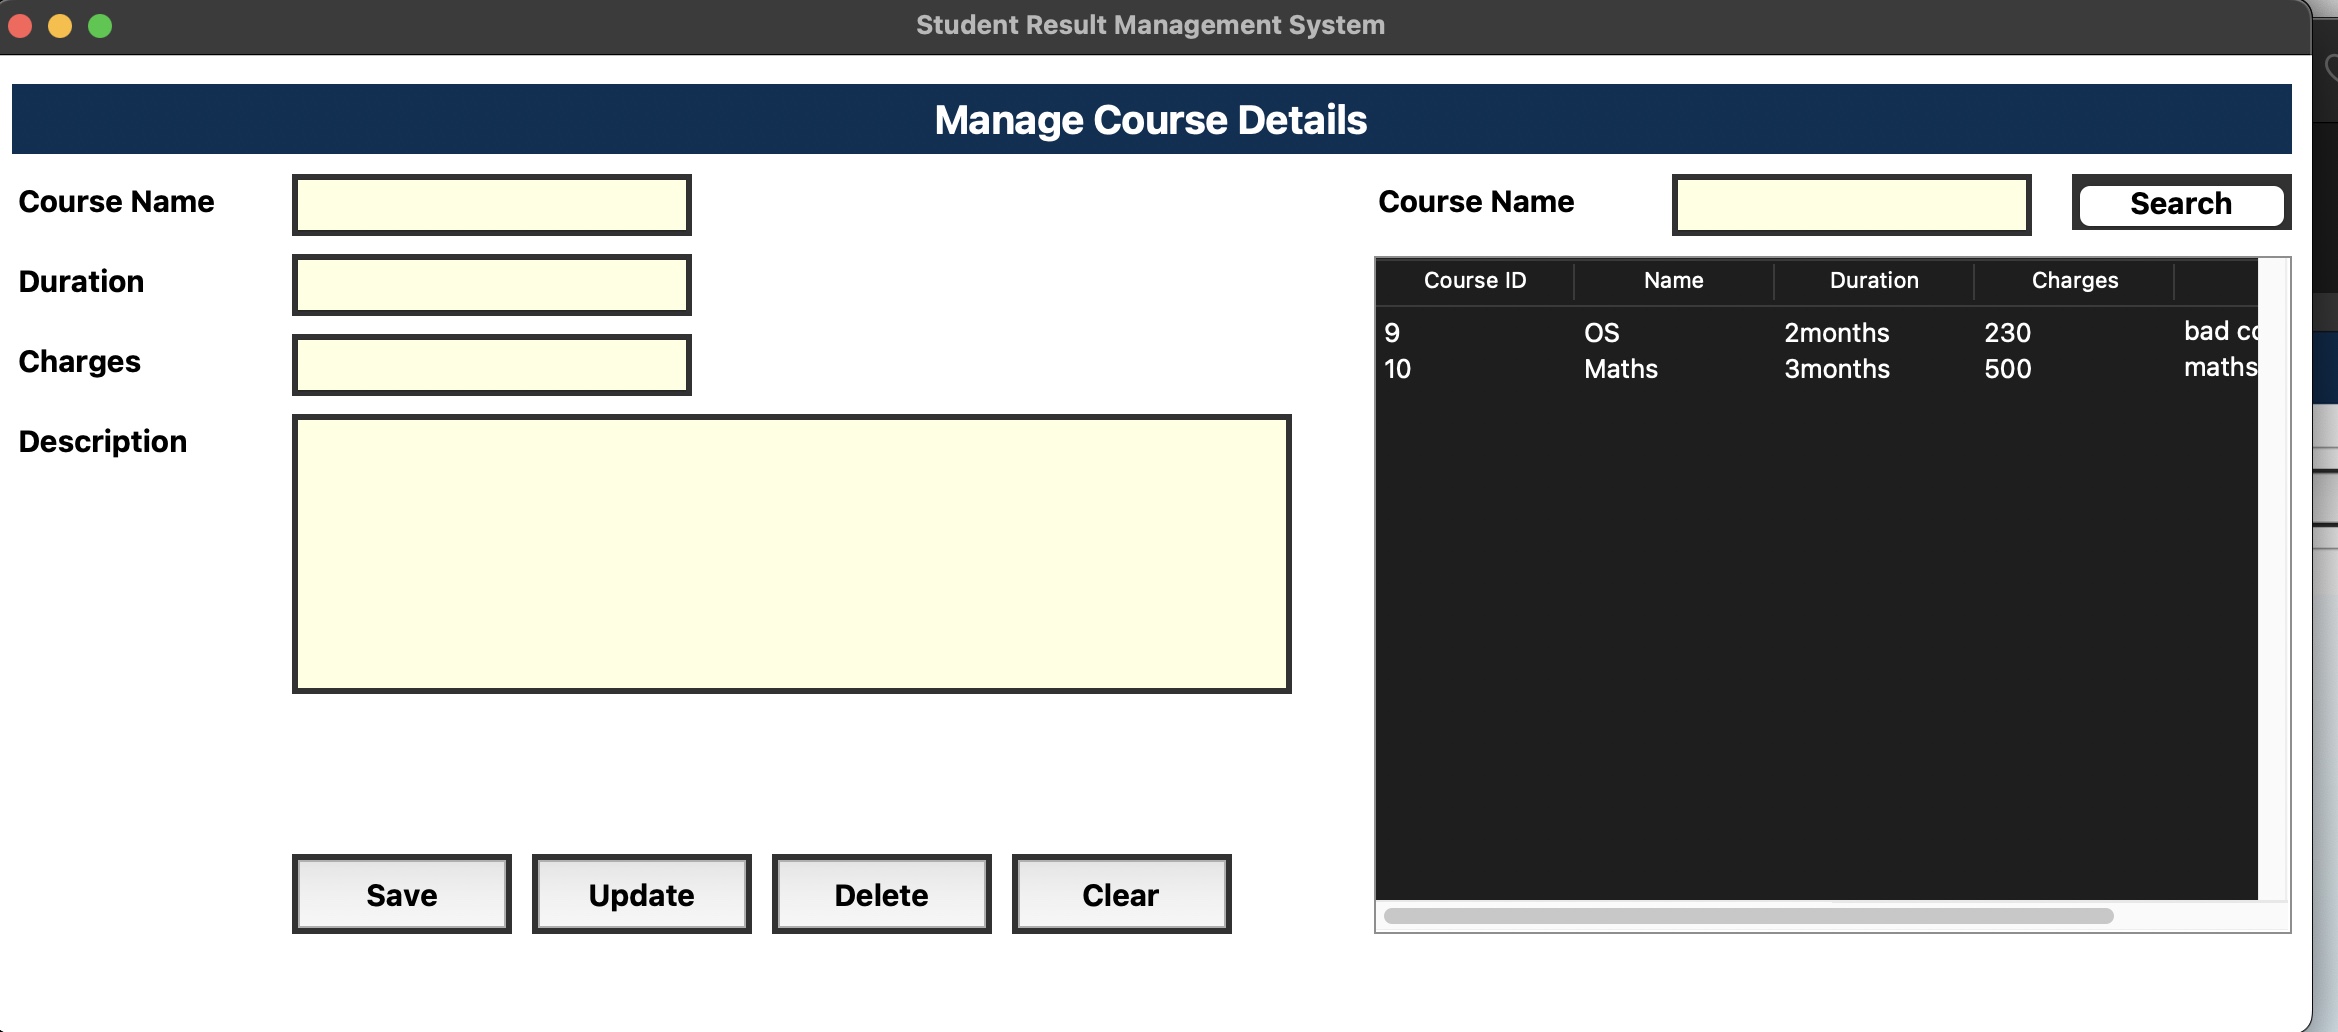 Student Result Management System
Manage Course Details
Course Name
Duration
Charges
Description
Save Update Delete Clear
Course Name Search
Course ID Name Duration Charges
9 OS 2months 230 bad
10 Maths 3months 500 maths